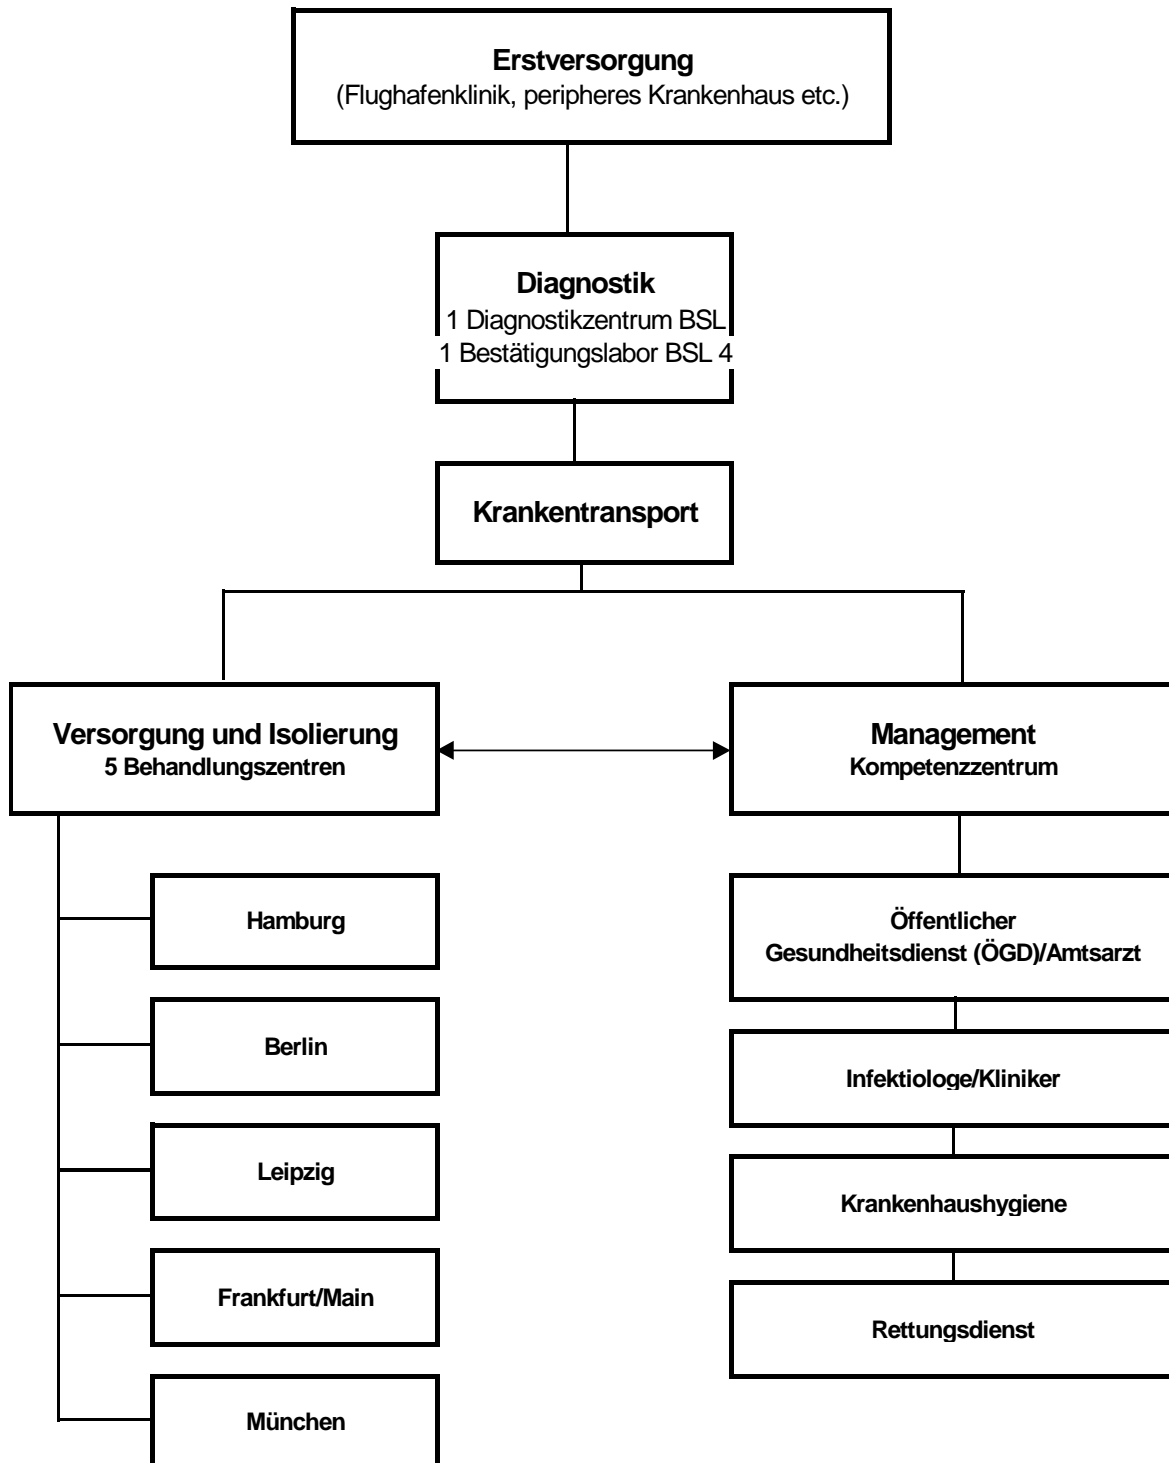 Erstversorgung
(Flughafenklinik, peripheres Krankenhaus etc.)
Diagnostik
1 Diagnostikzentrum BSL
1 Bestätigungslabor BSL 4
Krankentransport
Versorgung und Isolierung
5 Behandlungszentren
Hamburg
Berlin
Leipzig
Frankfurt/Main
München
Management
Kompetenzzentrum
Öffentlicher
Gesundheitsdienst (ÖGD)/Amtsarzt
Infektiologe/Kliniker
Krankenhaushygiene
Rettungsdienst